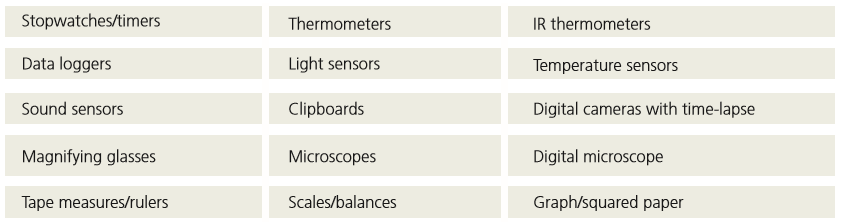 Stopwatches/timers
Thermometers
IR thermometers
Data loggers
Light sensors
Temperature sensors
Sound sensors
Clipboards
Digital cameras with time-lapse
Magnifying glasses
Microscopes
Digital microscope
Tape measures/rulers
Scales/balances
Graph/squared paper